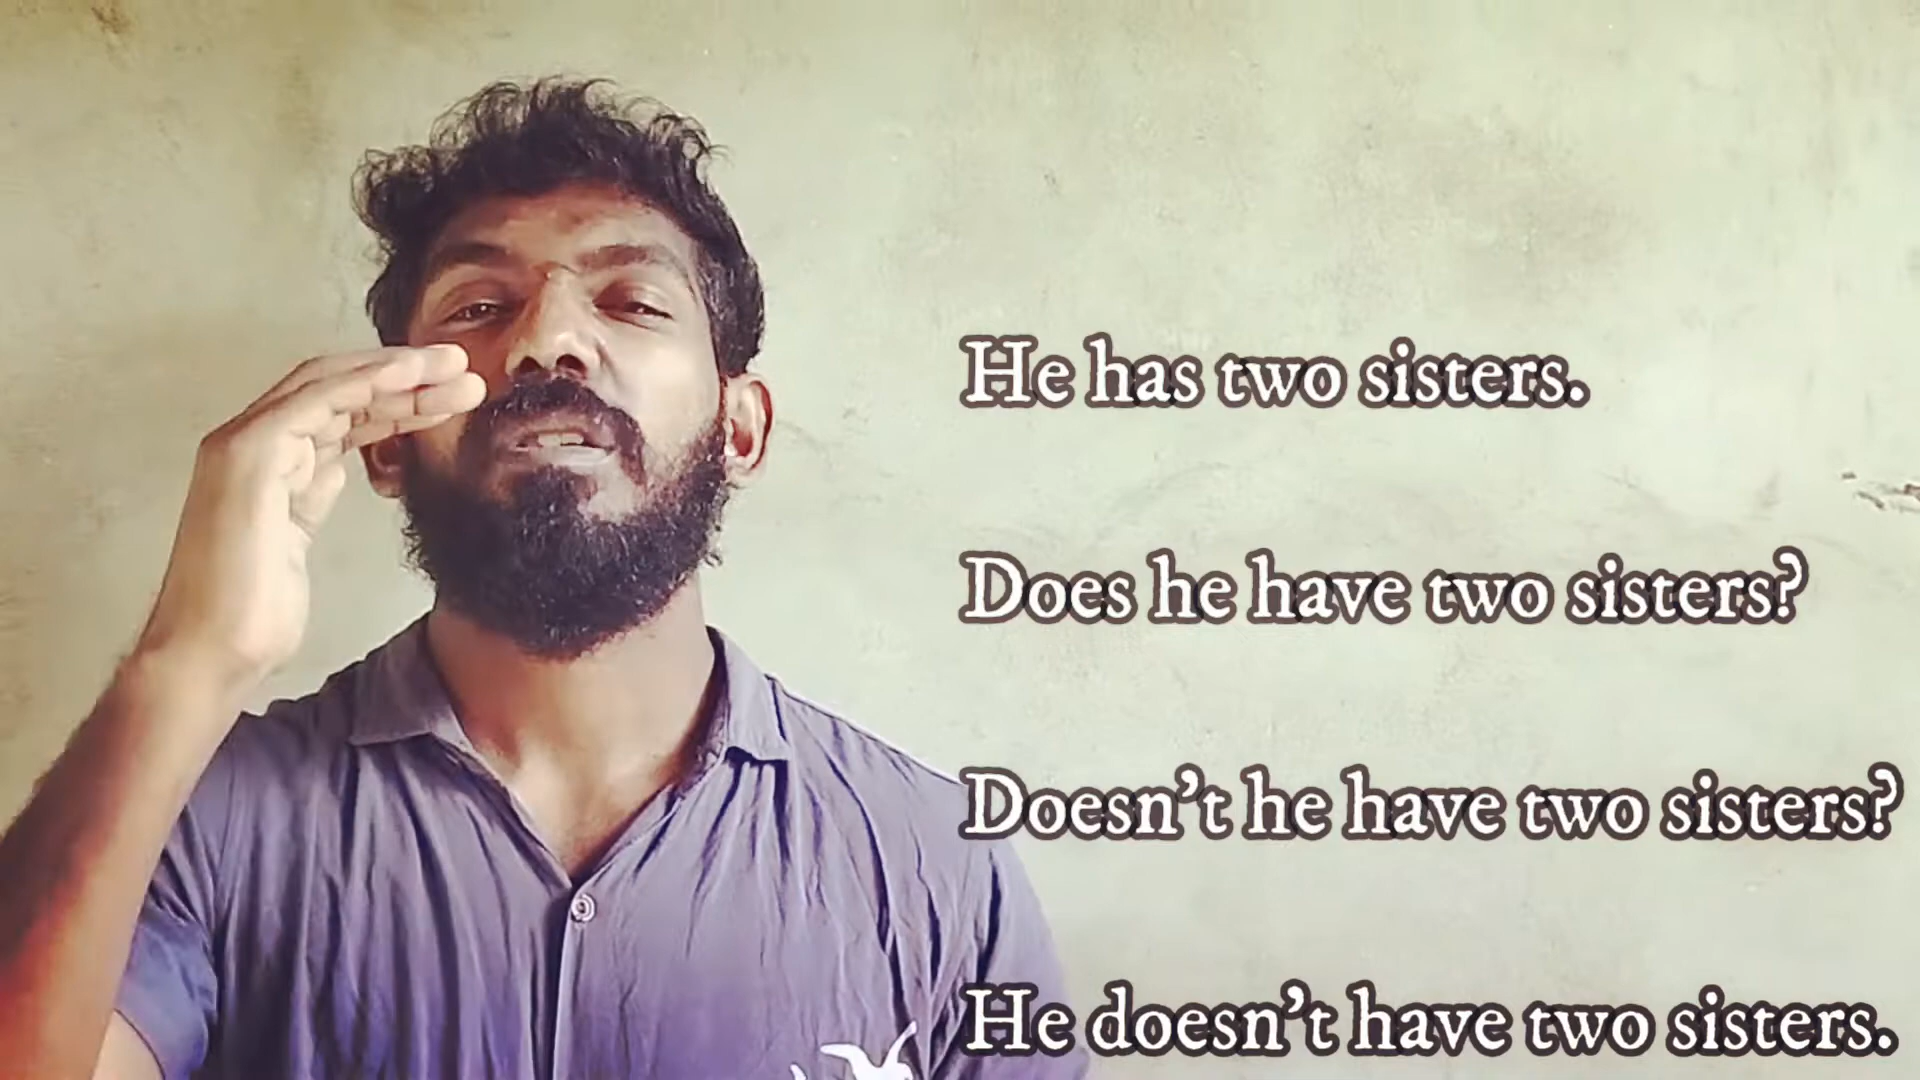 He has two sisters.
Does he have two sisters?
Doesn’t he have two sisters?
He doesn’t have two sisters.